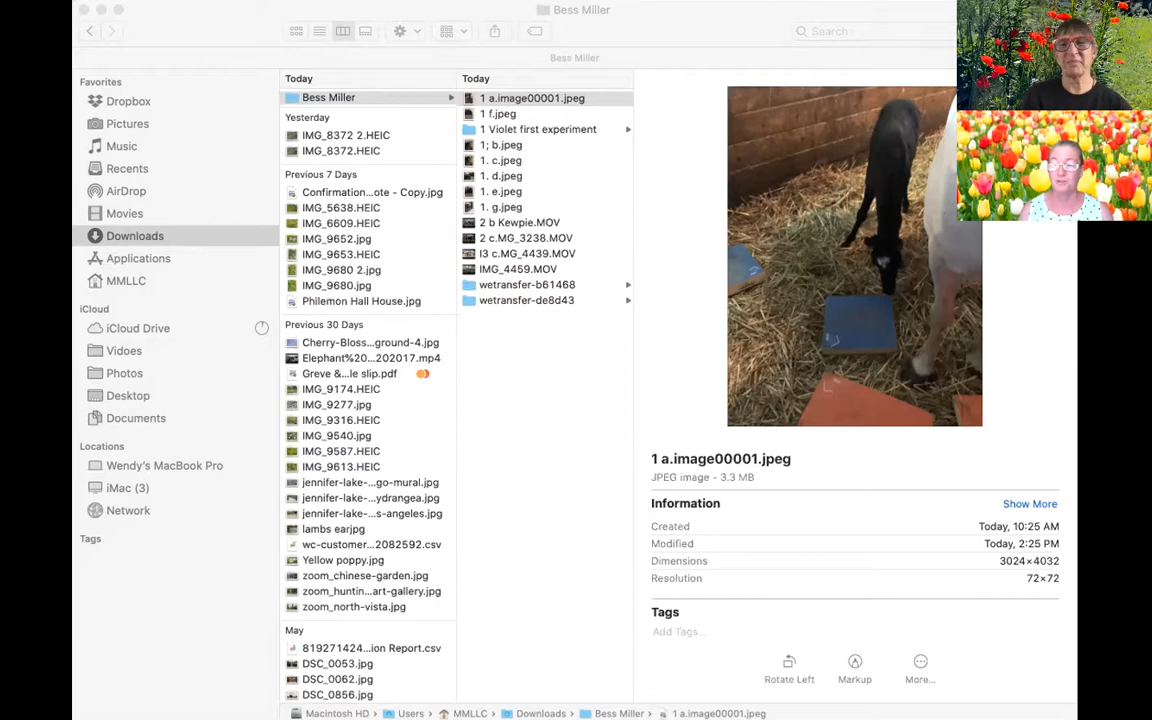 Bess Miller
Search
Bess Miller
Favorites
Dropbox
Pictures
Music
Recents
AirDrop
Movies
Downloads
Applications
MMLLC
iCloud
iCloud Drive
Vidoes
Photos
Desktop
Documents
Locations
Wendy's MacBook Pro
iMac (3)
Network
Tags
Today
Bess Miller
Yesterday
IMG_8372 2.HEIC
IMG_8372.HEIC
Previous 7 Days
Confirmation...ote - Copy.jpg
IMG_5638.HEIC
IMG_6609.HEIC
IMG_9652.jpg
IMG_9653.HEIC
IMG_9680 2.jpg
IMG_9680.jpg
Philemon Hall House.jpg
Previous 30 Days
Cherry-Bloss...ground-4.jpg
Elephant%20...202017.mp4
Greve &...le slip.pdf
IMG_9174.HEIC
IMG_9277.jpg
IMG_9316.HEIC
IMG_9540.jpg
IMG_9587.HEIC
IMG_9613.HEIC
jennifer-lake-...go-mural.jpg
jennifer-lake-...ydrangea.jpg
jennifer-lake-...s-angeles.jpg
lambs earjpg
wc-customer...2082592.csv
Yellow poppy.jpg
zoom_chinese-garden.jpg
zoom_huntin...art-gallery.jpg
zoom_north-vista.jpg
May
819271424...ion Report.csv
DSC_0053.jpg
DSC_0062.jpg
DSC_0856.jpg
Today
1 a.image00001.jpeg
1 f.jpeg
1 Violet first experiment
1; b.jpeg
1. c.jpeg
1. d.jpeg
1. e.jpeg
1. g.jpeg
2 b Kewpie.MOV
2 c.MG_3238.MOV
I3 c.MG_4439.MOV
IMG_4459.MOV
wetransfer-b61468
wetransfer-de8d43
1 a.image00001.jpeg
JPEG image - 3.3 MB
Information Show More
Created Today, 10:25 AM
Modified Today, 2:25 PM
Dimensions 3024×4032
Resolution 72×72
Tags
Add Tags...
Rotate Left Markup More...
Macintosh HD Users MMLLC Downloads Bess Miller 1 a.image00001.jpeg